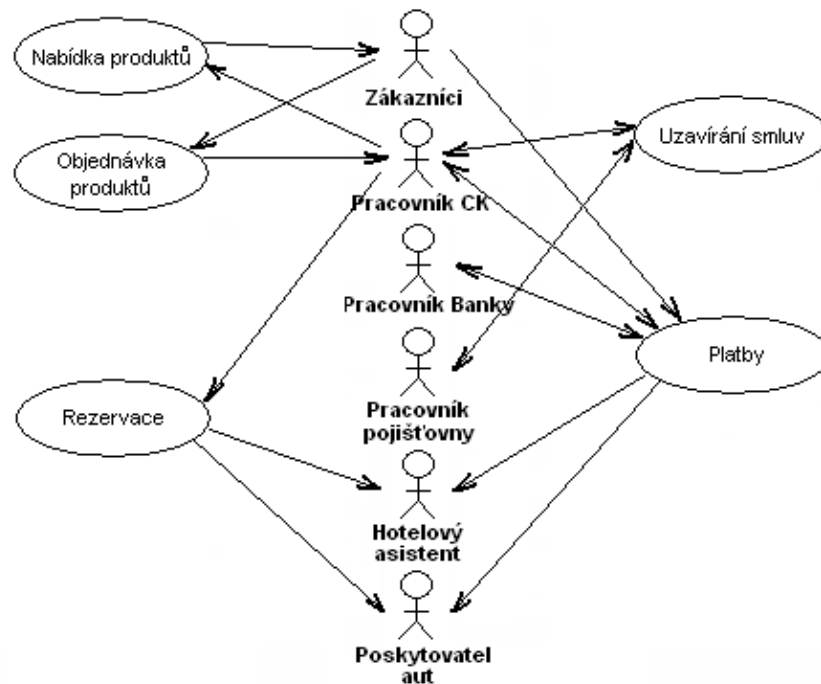 Nabídka produktů
Zákazníci
Uzavírání smluv
Objednávka
produktů
Pracovník CK
Pracovník Banky
Platby
Pracovník
pojišťovny
Rezervace
Hotelový
asistent
Poskytovatel
aut